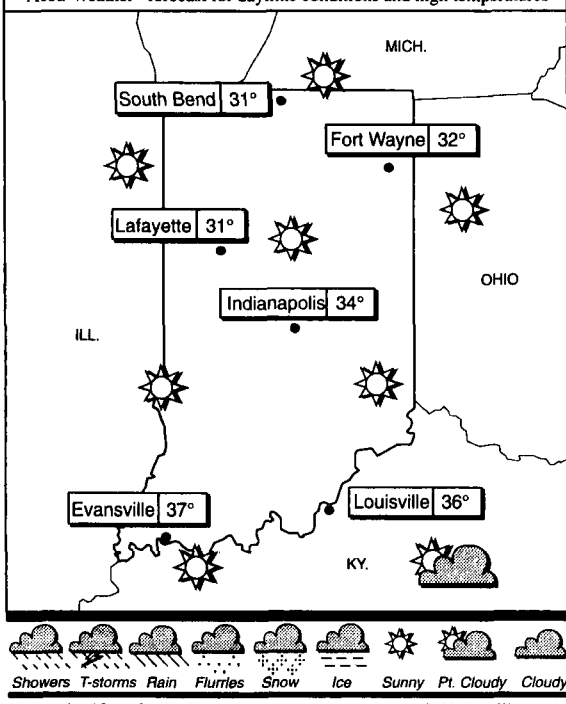 MICH.
South Bend 31°
Fort Wayne 32°
Lafayette 31°
OHIO
Indianapolis 34°
ILL.
Evansville 37°
Louisville 36°
KY.
Showers T-storms Rain Flurries Snow Ice Sunny Pt. Cloudy Cloudy